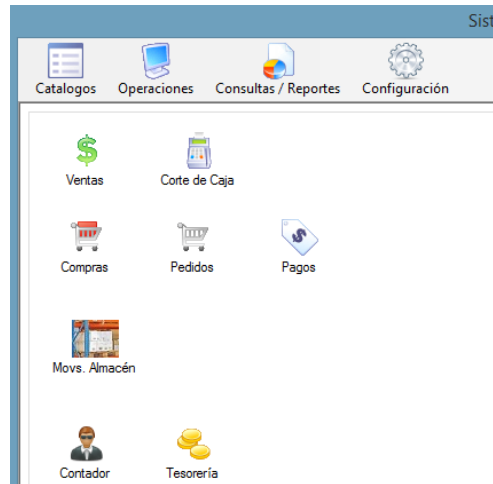 Sist
Catalogos Operaciones Consultas / Reportes Configuración
Ventas Corte de Caja
Compras Pedidos Pagos
Movs. Almacén
Contador Tesorería